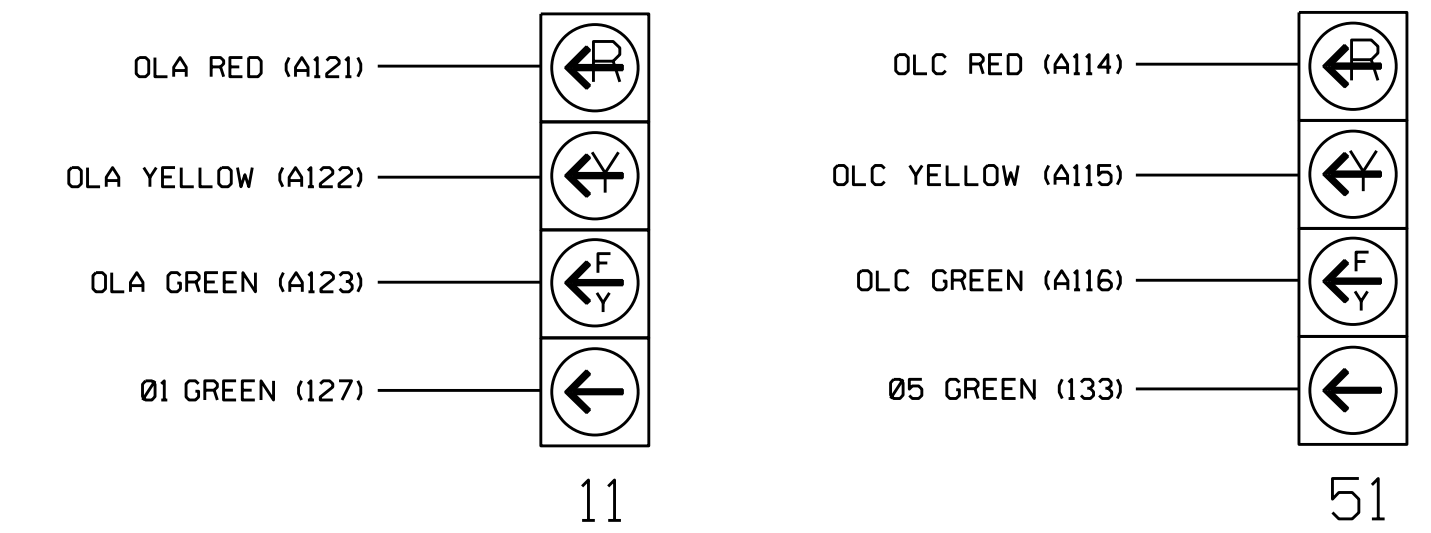 OLA RED (A121)
R
OLA YELLOW (A122)
Y
OLA GREEN (A123)
F
Y
Ø1 GREEN (127)
11
OLC RED (A114)
R
OLC YELLOW (A115)
Y
OLC GREEN (A116)
F
Y
Ø5 GREEN (133)
51